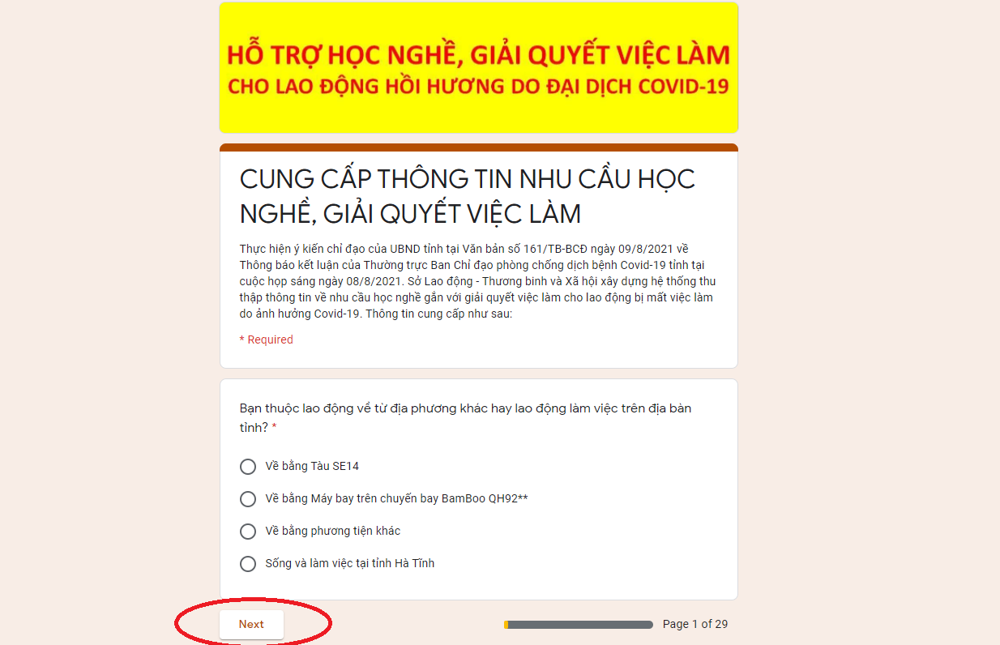 HỖ TRỢ HỌC NGHỀ, GIẢI QUYẾT VIỆC LÀM
CHO LAO ĐỘNG HỒI HƯƠNG DO ĐẠI DỊCH COVID-19
CUNG CẤP THÔNG TIN NHU CẦU HỌC
NGHỀ, GIẢI QUYẾT VIỆC LÀM
Thực hiện ý kiến chỉ đạo của UBND tỉnh tại Văn bản số 161/TB-BCĐ ngày 09/8/2021 về
Thông báo kết luận của Thường trực Ban Chỉ đạo phòng chống dịch bệnh Covid-19 tỉnh tại
cuộc họp sáng ngày 08/8/2021. Sở Lao động - Thương binh và Xã hội xây dựng hệ thống thu
thập thông tin về nhu cầu học nghề gắn với giải quyết việc làm cho lao động bị mất việc làm
do ảnh hưởng Covid-19. Thông tin cung cấp như sau:
* Required
Bạn thuộc lao động về từ địa phương khác hay lao động làm việc trên địa bàn
tỉnh? *
Về bằng Tàu SE14
Về bằng Máy bay trên chuyến bay BamBoo QH92**
Về bằng phương tiện khác
Sống và làm việc tại tỉnh Hà Tĩnh
Next
Page 1 of 29